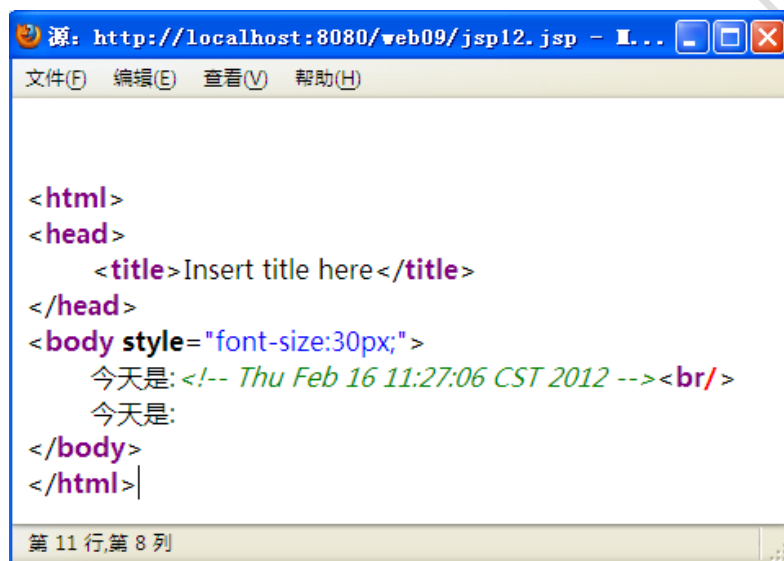 源: http://localhost:8080/web09/jsp12.jsp - M...
文件(F) 编辑(E) 查看(V) 帮助(H)
<html>
<head>
<title>Insert title here</title>
</head>
<body style="font-size:30px;">
今天是:<!-- Thu Feb 16 11:27:06 CST 2012 --><br/>
今天是:
</body>
</html>
第 11 行,第 8 列